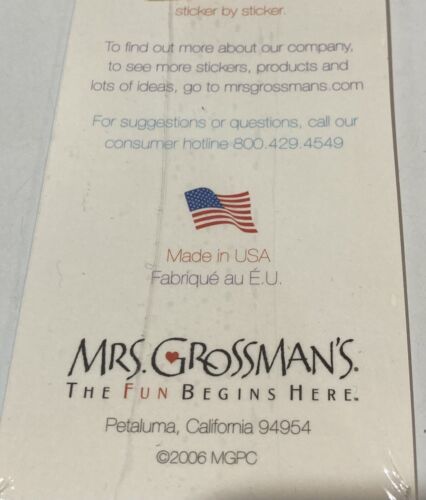 sticker by sticker.
To find out more about our company,
to see more stickers, products and
lots of ideas, go to mrsgrossmans.com
For suggestions or questions, call our
consumer hotline 800.429.4549
Made in USA
Fabriqué au É.U.
MRS. GROSSMAN'S.
THE FUN BEGINS HERE.™
Petaluma, California 94954
©2006 MGPC